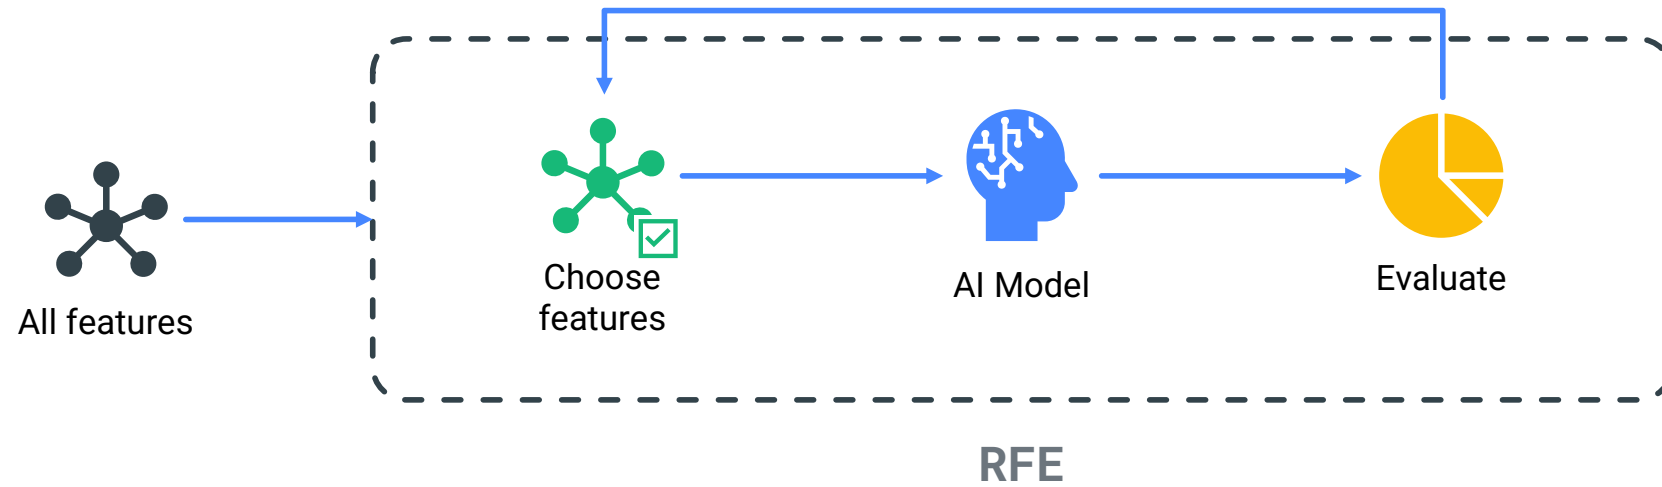 All features
Choose
features
AI Model
Evaluate
RFE